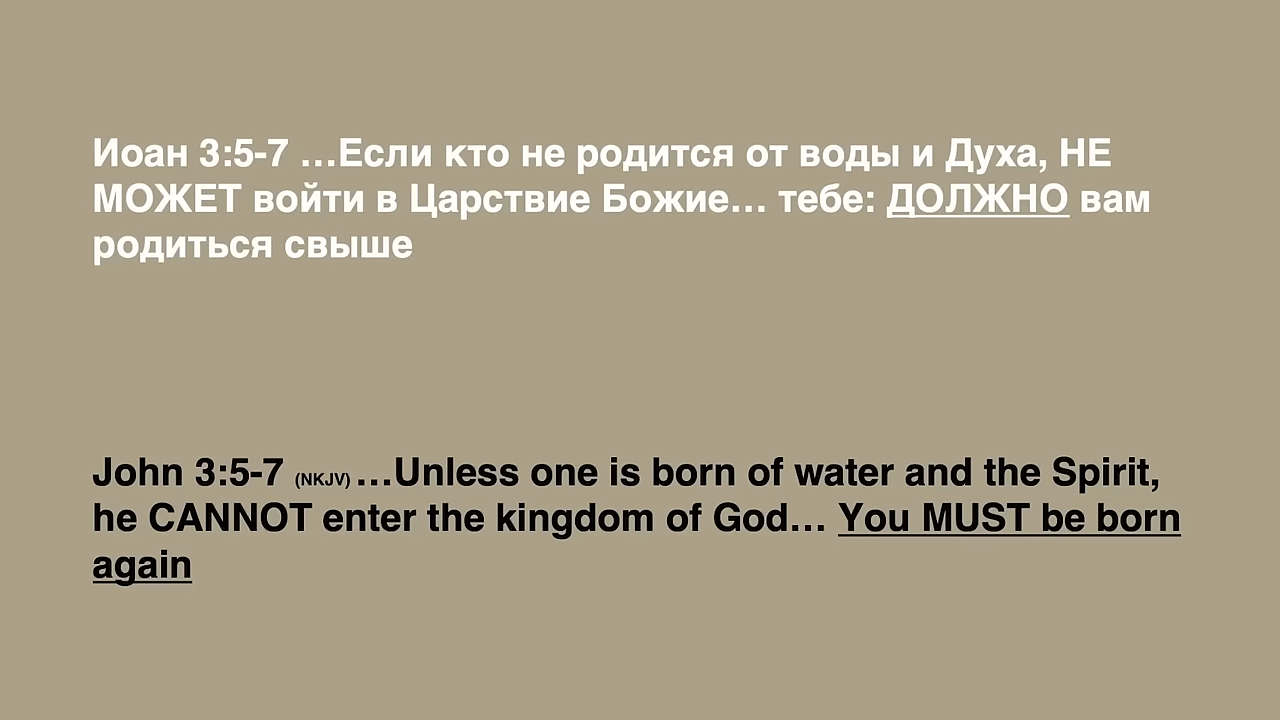 Иоан 3:5-7 …Если кто не родится от воды и Духа, НЕ
МОЖЕТ войти в Царствие Божие… тебе: ДОЛЖНО вам
родиться свыше
John 3:5-7 (NKJV) …Unless one is born of water and the Spirit,
he CANNOT enter the kingdom of God… You MUST be born
again